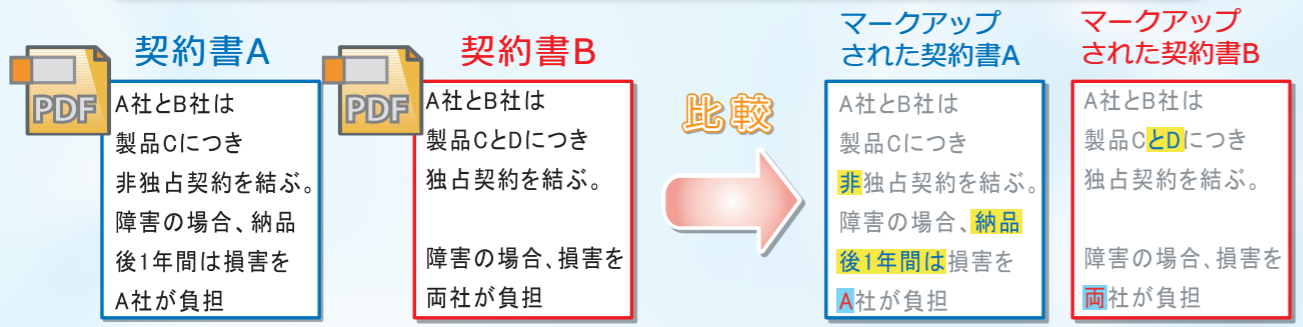 契約書A
PDF
A社とB社は
製品Cにつき
非独占契約を結ぶ。
障害の場合、納品
後1年間は損害を
A社が負担
契約書B
PDF
A社とB社は
製品CとDにつき
独占契約を結ぶ。
障害の場合、損害を
両社が負担
比較
マークアップ
された契約書A
A社とB社は
製品Cにつき
非独占契約を結ぶ。
障害の場合、納品
後1年間は損害を
A社が負担
マークアップ
された契約書B
A社とB社は
製品CとDにつき
独占契約を結ぶ。
障害の場合、損害を
両社が負担